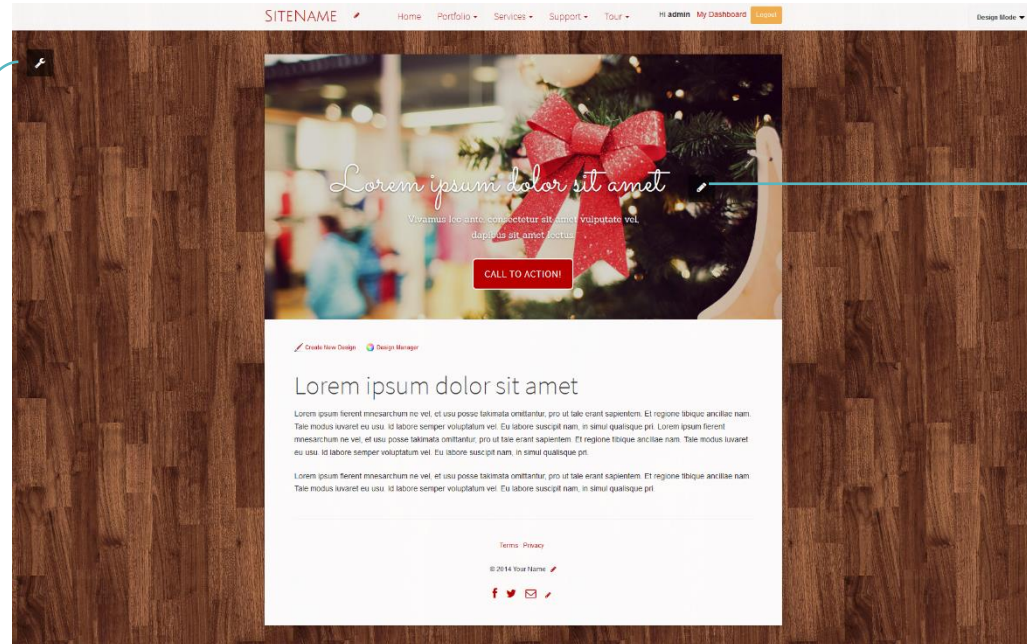 SITENAME Home Portfolio Services Support Tour Hi admin My Dashboard Logout Design Mode
Lorem ipsum dolor sit amet
Vivamus leo ante, consectetur sit amet vulputate vel,
dapibus sit amet lectus
CALL TO ACTION!
Create New Design Design Manager
Lorem ipsum dolor sit amet
Lorem ipsum fierent mnesarchum ne vel, et usu posse takimata omittantur, pro ut tale erant sapientem. Et regione tibique ancillae nam.
Tale modus iuvaret eu usu. Id labore semper voluptatum vel. Eu labore suscipit nam, in simul qualisque pri. Lorem ipsum fierent
mnesarchum ne vel, et usu posse takimata omittantur, pro ut tale erant sapientem. Et regione tibique ancillae nam. Tale modus iuvaret
eu usu. Id labore semper voluptatum vel. Eu labore suscipit nam, in simul qualisque pri.
Lorem ipsum fierent mnesarchum ne vel, et usu posse takimata omittantur, pro ut tale erant sapientem. Et regione tibique ancillae nam
Tale modus iuvaret eu usu. Id labore semper voluptatum vel. Eu labore suscipit nam, in simul qualisque pri
Terms Privacy
© 2014 Your Name